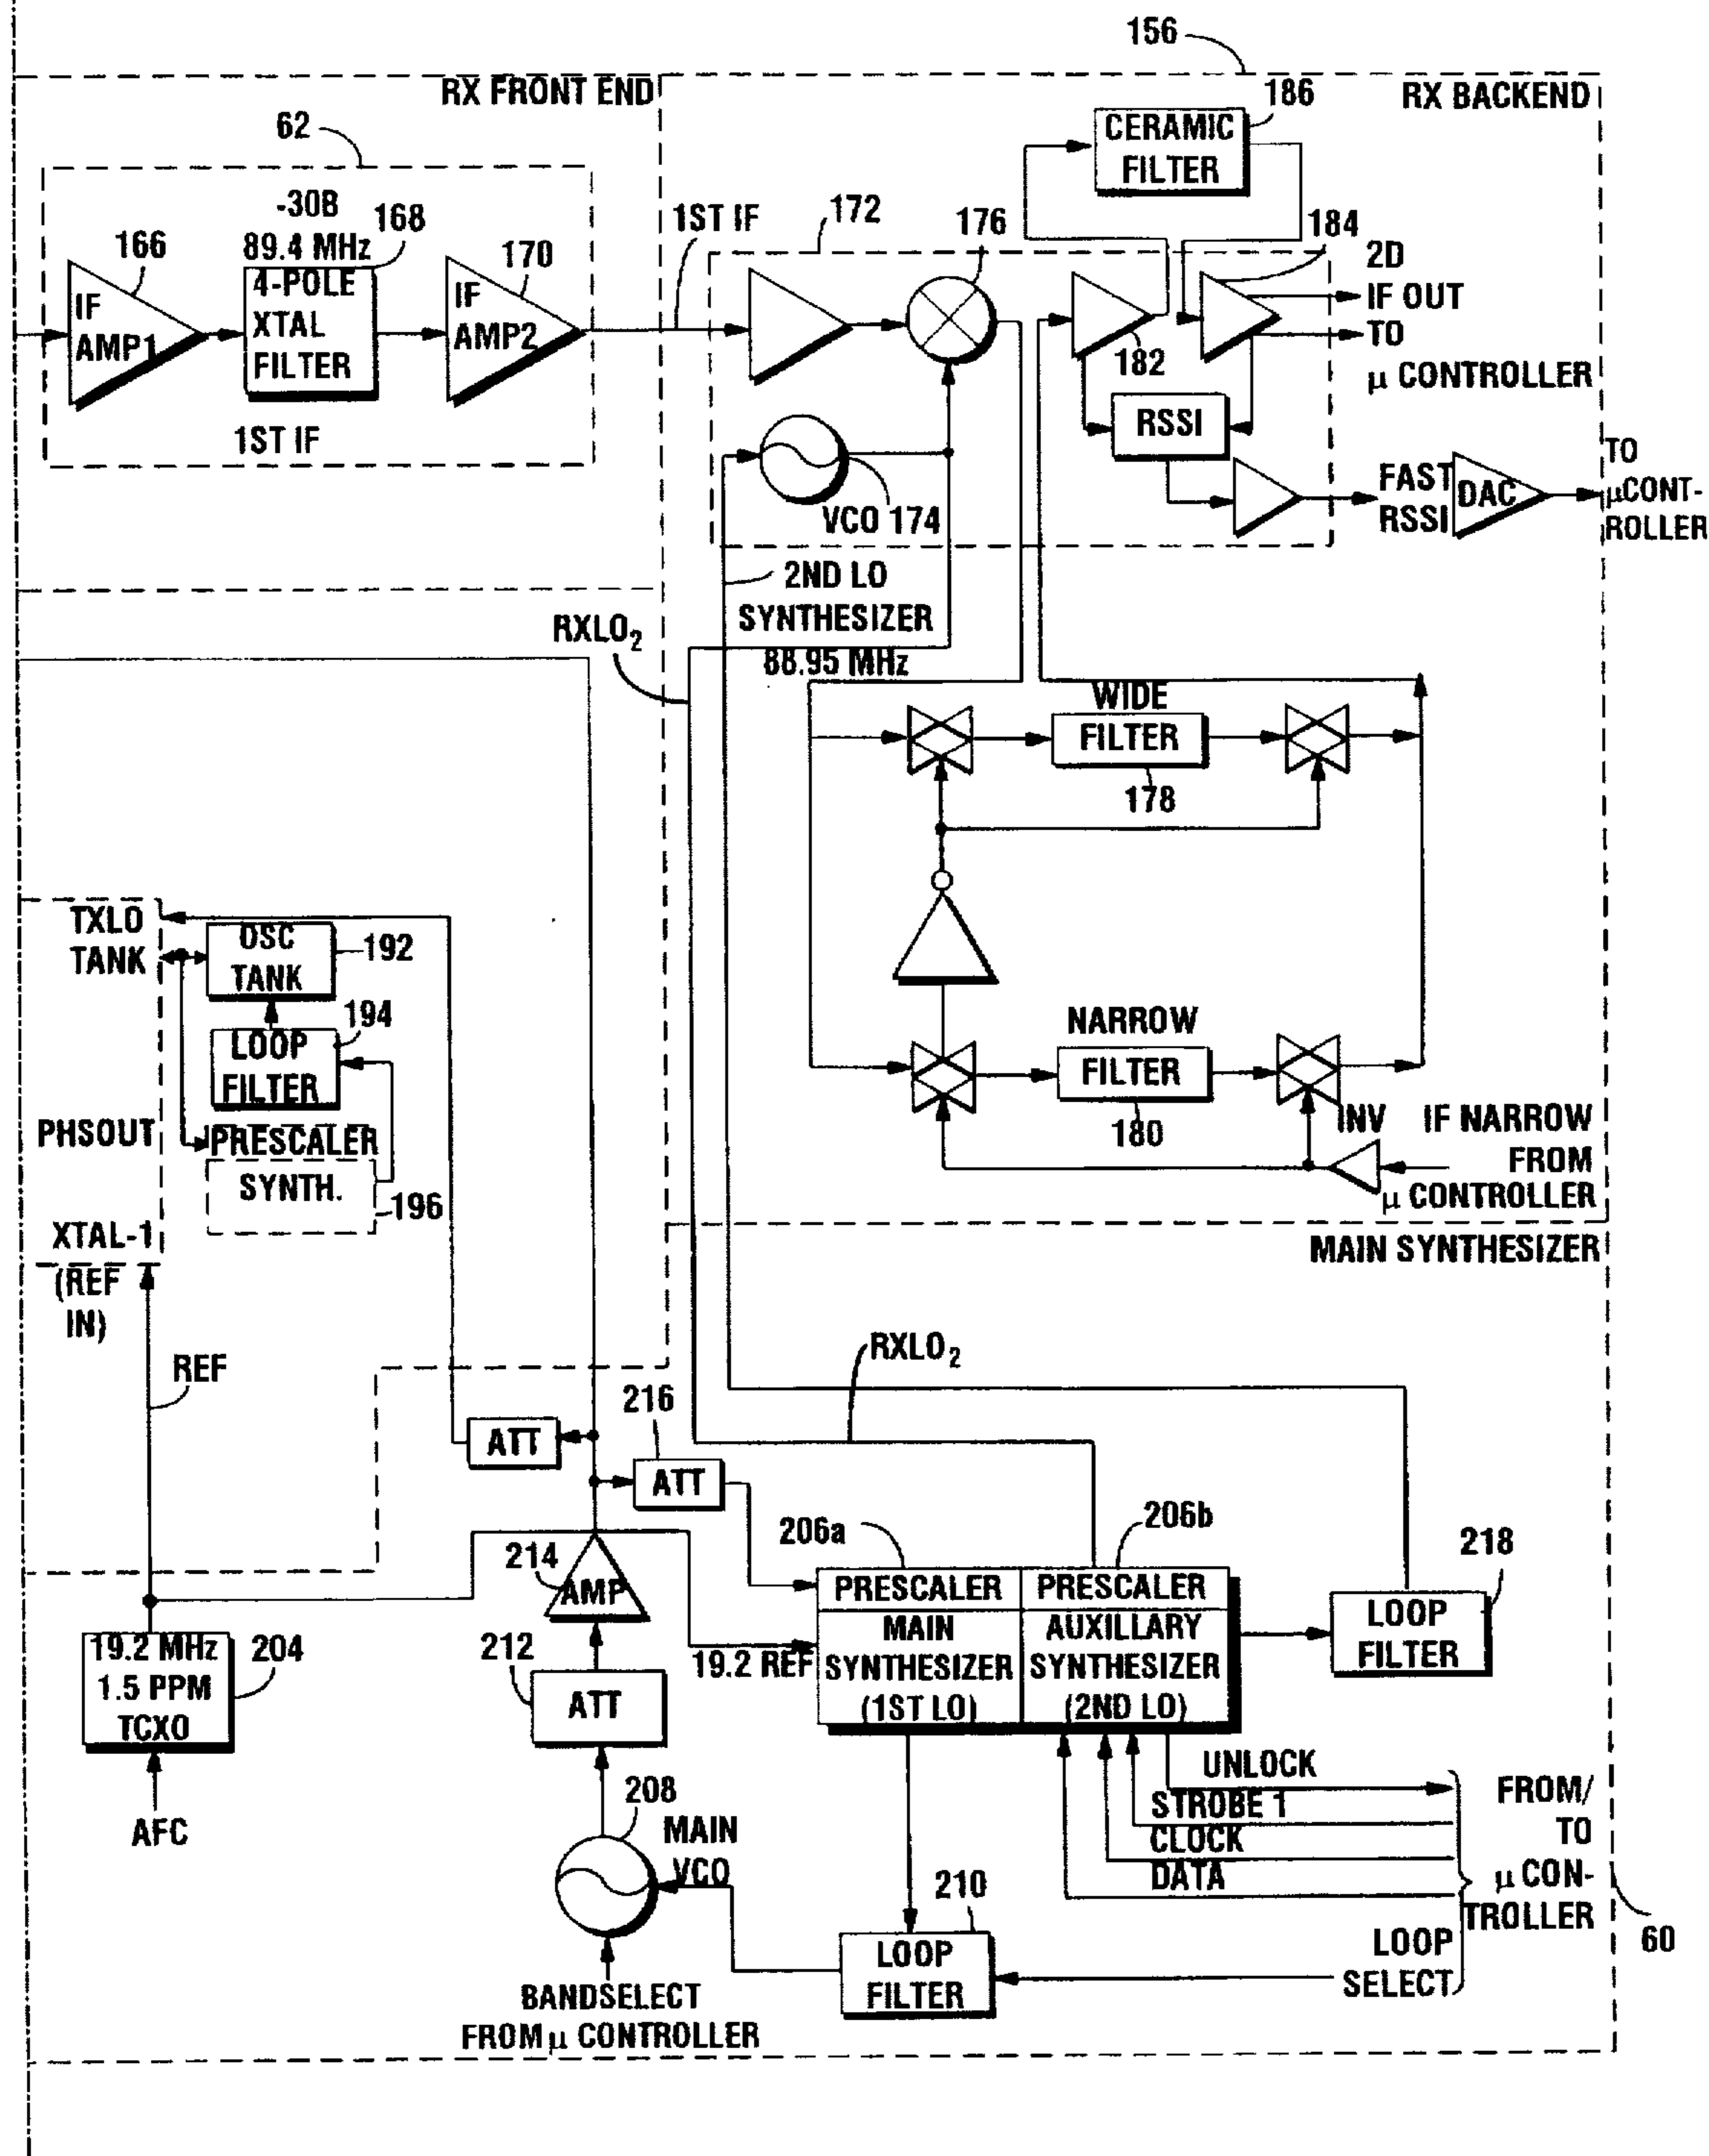 156
RX FRONT END
RX BACKEND
62
186
CERAMIC
FILTER
-30B
89.4 MHz
168
166
4-POLE
XTAL
FILTER
170
IF
AMP1
IF
AMP2
1ST IF
1ST IF
172
176
184
2D
IF OUT
TO
μ CONTROLLER
182
RSSI
VCO 174
FAST
RSSI
DAC
TO
μCONT-
ROLLER
2ND LO
SYNTHESIZER
88.95 MHz
RXLO2
WIDE
FILTER
178
TXLO
TANK
OSC
TANK
192
194
LOOP
FILTER
PHSOUT
PRESCALER
SYNTH.
196
XTAL-1
(REF
IN)
NARROW
FILTER
180
INV
IF NARROW
FROM
μ CONTROLLER
MAIN SYNTHESIZER
REF
RXLO2
216
ATT
ATT
206a
206b
218
214
AMP
PRESCALER
PRESCALER
MAIN
SYNTHESIZER
(1ST LO)
AUXILLARY
SYNTHESIZER
(2ND LO)
LOOP
FILTER
19.2 MHz
1.5 PPM
TCXO
204
212
ATT
19.2 REF
AFC
208
MAIN
VCO
UNLOCK
STROBE 1
CLOCK
DATA
FROM/
TO
μ CON-
TROLLER
60
210
LOOP
FILTER
LOOP
SELECT
BANDSELECT
FROM μ CONTROLLER